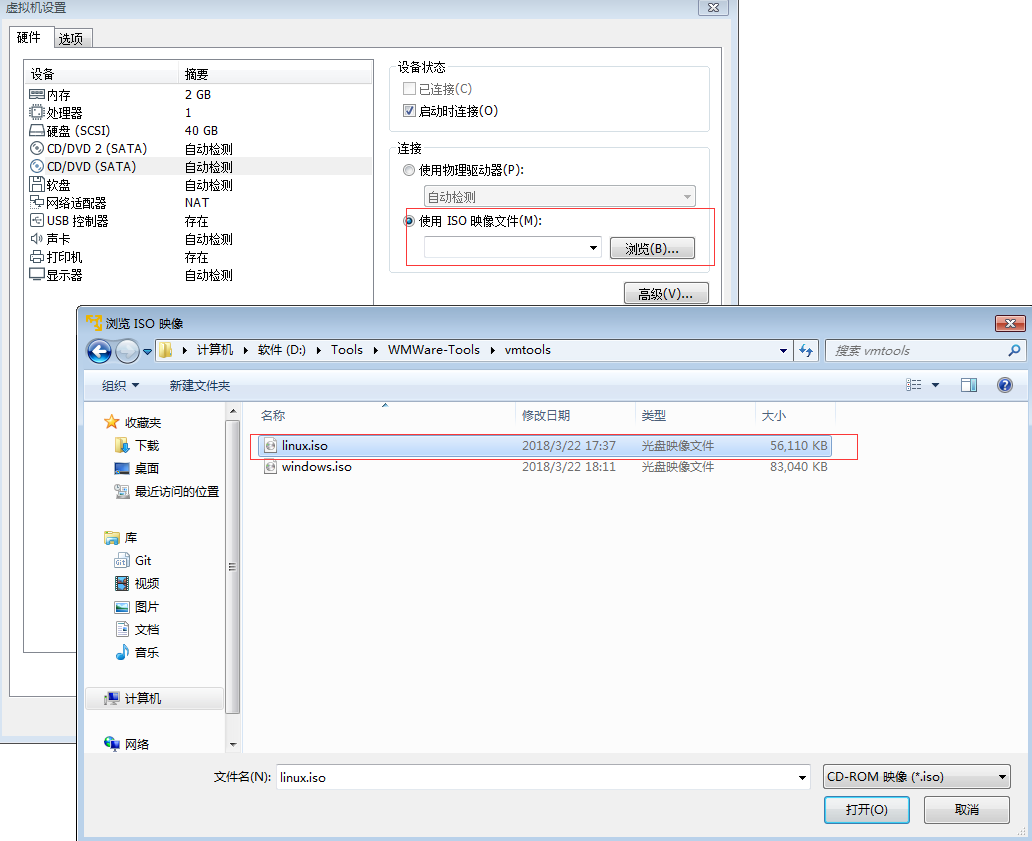 虚拟机设置
硬件 选项
设备 摘要
内存 2 GB
处理器 1
硬盘 (SCSI) 40 GB
CD/DVD 2 (SATA) 自动检测
CD/DVD (SATA) 自动检测
软盘 自动检测
网络适配器 NAT
USB 控制器 存在
声卡 自动检测
打印机 存在
显示器 自动检测
设备状态
已连接(C)
启动时连接(O)
连接
使用物理驱动器(P):
自动检测
使用 ISO 映像文件(M):
浏览(B)...
高级(V)...
浏览 ISO 映像
计算机 软件 (D:) Tools WMWare-Tools vmtools
搜索 vmtools
组织 新建文件夹
收藏夹
下载
桌面
最近访问的位置
库
Git
视频
图片
文档
音乐
计算机
网络
名称 修改日期 类型 大小
linux.iso 2018/3/22 17:37 光盘映像文件 56,110 KB
windows.iso 2018/3/22 18:11 光盘映像文件 83,040 KB
文件名(N): linux.iso
CD-ROM 映像 (*.iso)
打开(O) 取消